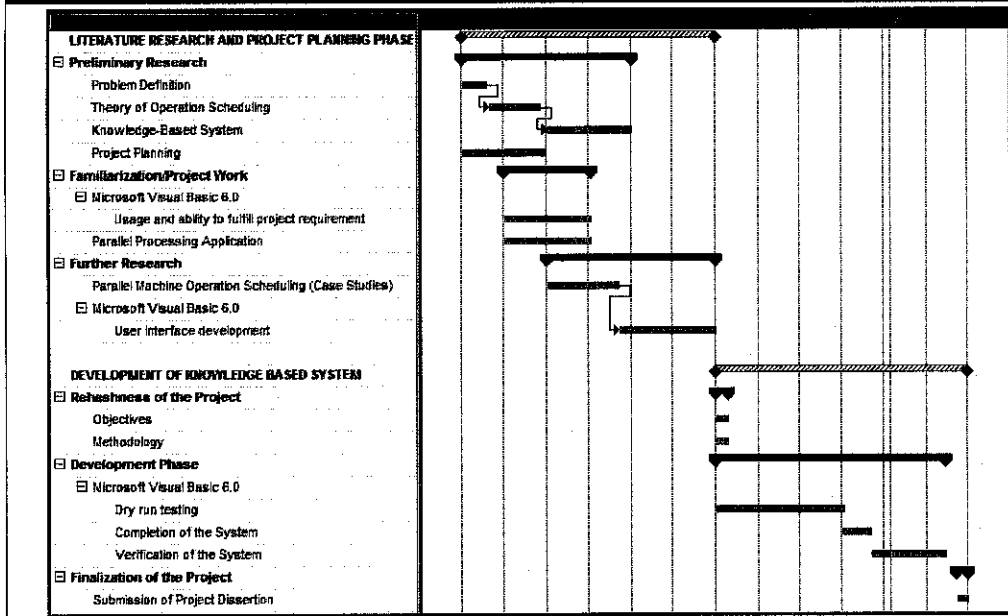 LITERATURE RESEARCH AND PROJECT PLANNING PHASE
Preliminary Research
Problem Definition
Theory of Operation Scheduling
Knowledge-Based System
Project Planning
Familiarization/Project Work
Microsoft Visual Basic 6.0
Usage and ability to fulfill project requirement
Parallel Processing Application
Further Research
Parallel Machine Operation Scheduling (Case Studies)
Microsoft Visual Basic 6.0
User interface development
DEVELOPMENT OF KNOWLEDGE BASED SYSTEM
Reheshness of the Project
Objectives
Methodology
Development Phase
Microsoft Visual Basic 6.0
Dry run testing
Completion of the System
Verification of the System
Finalization of the Project
Submission of Project Dissertion